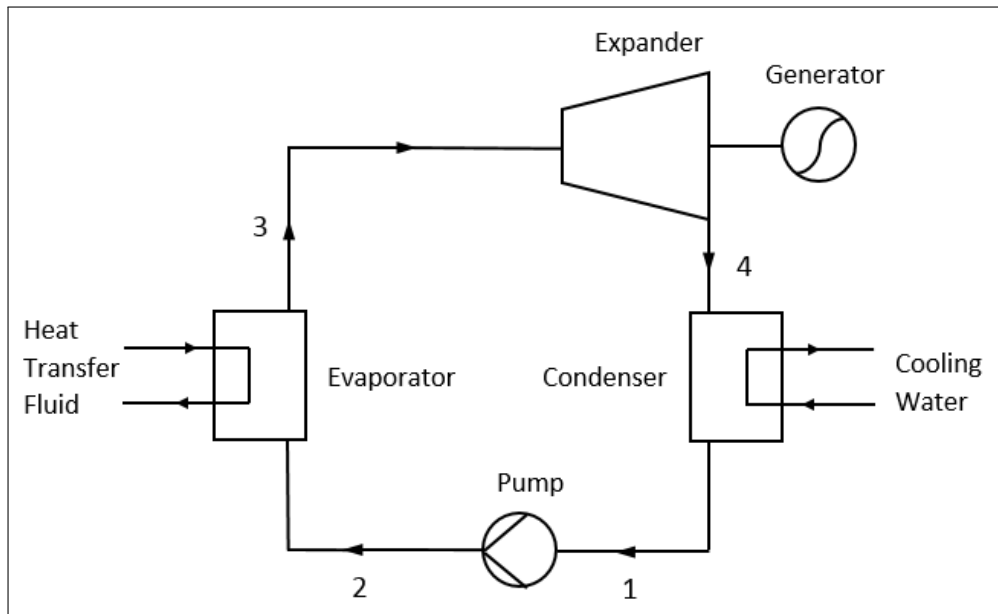 Expander
Generator
3
4
Heat
Transfer
Fluid
Evaporator
Condenser
Cooling
Water
Pump
2
1